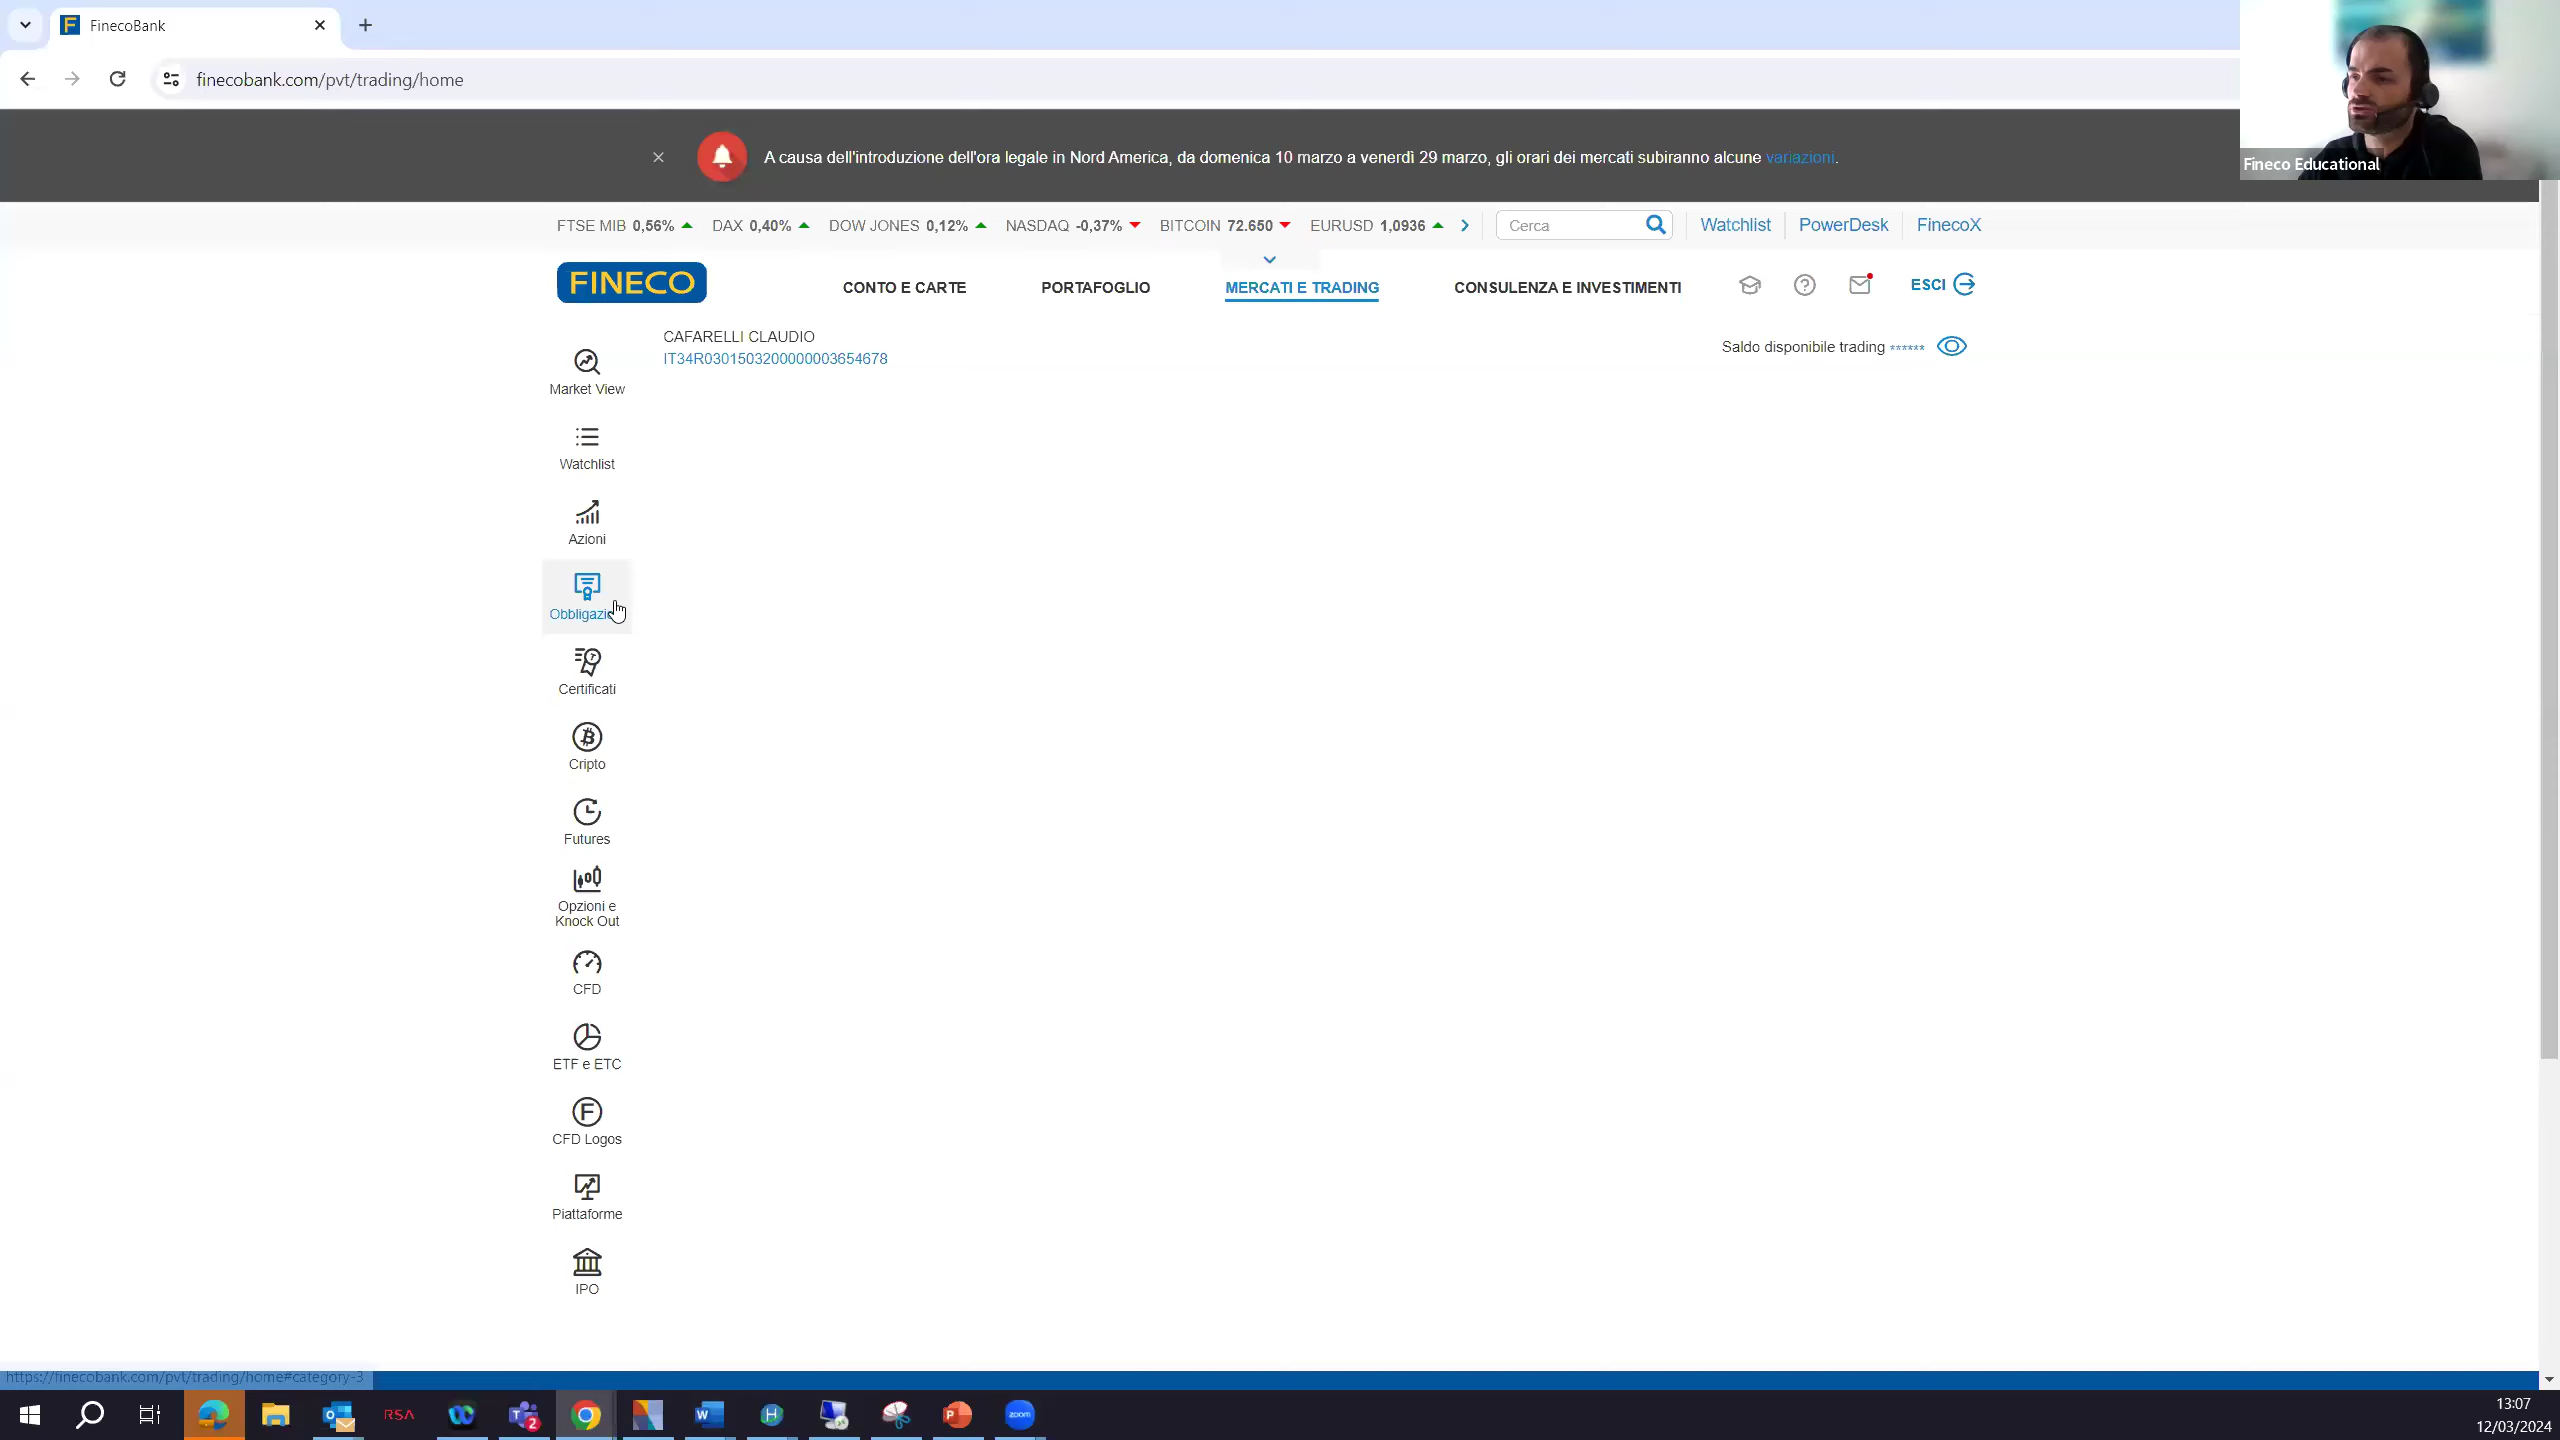 FinecoBank
finecobank.com/pvt/trading/home
A causa dell'introduzione dell'ora legale in Nord America, da domenica 10 marzo a venerdì 29 marzo, gli orari dei mercati subiranno alcune variazioni.
Fineco Educational
FTSE MIB 0,56% DAX 0,40% DOW JONES 0,12% NASDAQ -0,37% BITCOIN 72.650 EURUSD 1,0936 Cerca Watchlist PowerDesk FinecoX
FINECO CONTO E CARTE PORTAFOGLIO MERCATI E TRADING CONSULENZA E INVESTIMENTI ESCI
CAFARELLI CLAUDIO
IT34R0301503200000003654678
Saldo disponibile trading ******
Market View
Watchlist
Azioni
Certificati
Cripto
Futures
Opzioni e
Knock Out
CFD
ETF e ETC
CFD Logos
Piattaforme
IPO
https://finecobank.com/pvt/trading/home#category-3
RSA
zoom
13:07
12/03/2024